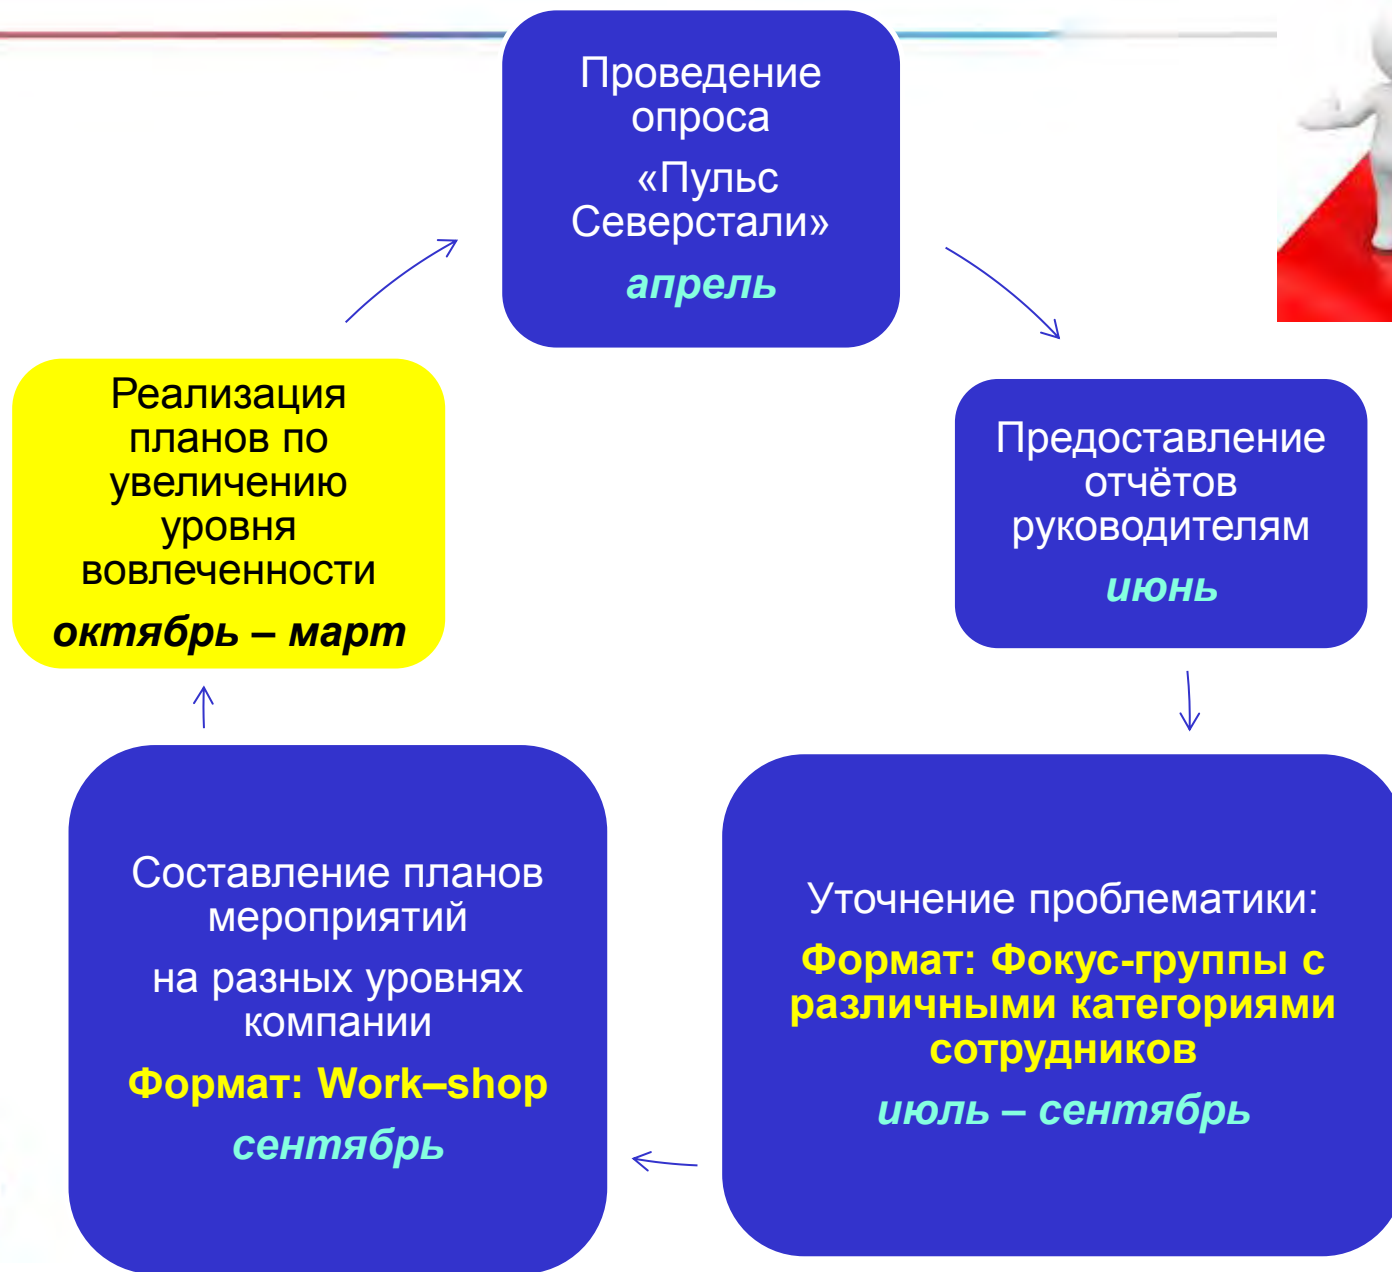 Проведение
опроса
«Пульс
Северстали»
апрель
Предоставление
отчётов
руководителям
июнь
Уточнение проблематики:
Формат: Фокус-группы с
различными категориями
сотрудников
июль – сентябрь
Составление планов
мероприятий
на разных уровнях
компании
Формат: Work–shop
сентябрь
Реализация
планов по
увеличению
уровня
вовлеченности
октябрь – март